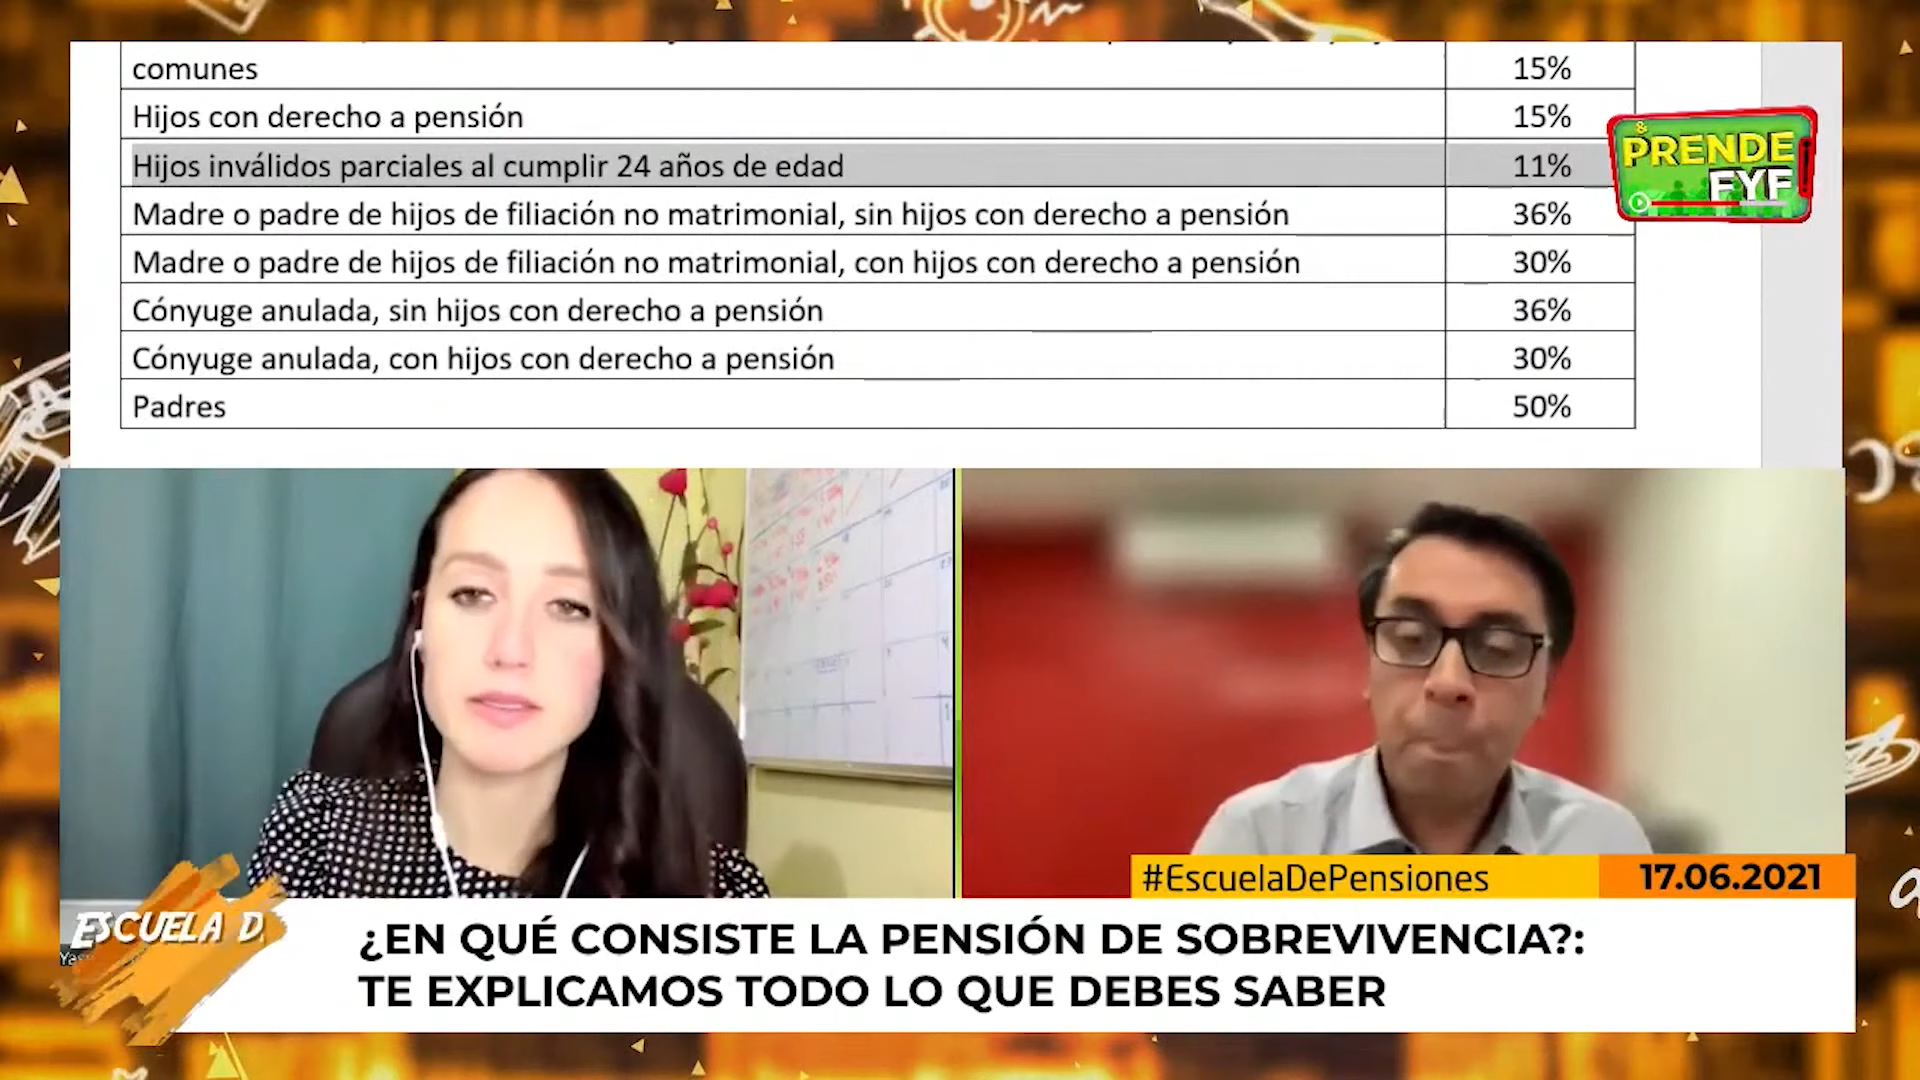 comunes 15%
Hijos con derecho a pensión 15%
Hijos inválidos parciales al cumplir 24 años de edad 11%
Madre o padre de hijos de filiación no matrimonial, sin hijos con derecho a pensión 36%
Madre o padre de hijos de filiación no matrimonial, con hijos con derecho a pensión 30%
Cónyuge anulada, sin hijos con derecho a pensión 36%
Cónyuge anulada, con hijos con derecho a pensión 30%
Padres 50%
&
PRENDE
FYF
#EscuelaDePensiones
17.06.2021
ESCUELA D
¿EN QUÉ CONSISTE LA PENSIÓN DE SOBREVIVENCIA?:
TE EXPLICAMOS TODO LO QUE DEBES SABER